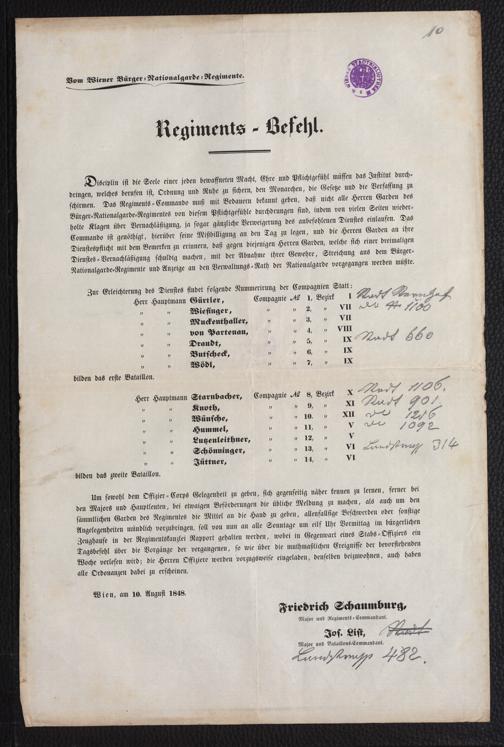 10
Vom Wiener Bürger-Nationalgarde-Regimente.
Regiments-Befehl.
Disciplin ist die Seele einer jeden bewaffneten Macht, Ehre und Pflichtgefühl müssen das Institut durch-
dringen, welches berufen ist, Ordnung und Ruhe zu sichern, den Monarchen, die Gesetze und die Verfassung zu
schirmen. Das Regiments-Commando muß mit Bedauern bekannt geben, daß nicht alle Herren Garden des
Bürger-Nationalgarde-Regimentes von diesem Pflichtgefühle durchdrungen sind, indem von vielen Seiten wieder-
holte Klagen über Vernachläßigung, ja sogar gänzliche Verweigerung des anbefohlenen Dienstes einlaufen. Das
Commando ist genöthigt, hierüber seine Mißbilligung an den Tag zu legen, und die Herren Garden an ihre
Dienstespflicht mit dem Bemerken zu erinnern, daß gegen diejenigen Herren Garden, welche sich einer dreimaligen
Dienstes-Vernachläßigung schuldig machen, mit der Abnahme ihrer Gewehre, Streichung aus dem Bürger-
Nationalgarde-Regimente und Anzeige an den Verwaltungs-Rath der Nationalgarde vorgegangen werden müßte.
Zur Erleichterung des Dienstes findet folgende Nummerirung der Compagnien Statt:
Herr Hauptmann Gürtler, Compagnie № 1, Bezirk I Stadt
„ „ Wiesinger, „ „ 2, „ VII 1100
„ „ Muckenthaller, „ „ 3, „ VII
„ „ von Partenau, „ „ 4, „ VIII
„ „ Drandt, „ „ 5, „ IX Stadt 660
„ „ Butscheck, „ „ 6, „ IX
„ „ Wödl, „ „ 7, „ IX
bilden das erste Bataillon.
Herr Hauptmann Starnbacher, Compagnie № 8, Bezirk X Stadt 1106.
„ „ Knoth, „ „ 9, „ XI Stadt 901.
„ „ Wünsche, „ „ 10, „ XII 1216
„ „ Hummel, „ „ 11, „ V 1092
„ „ Lutzenleithner, „ „ 12, „ V
„ „ Schönninger, „ „ 13, „ VI Landstrasse 314
„ „ Jüttner, „ „ 14, „ VI
bilden das zweite Bataillon.
Um sowohl dem Offizier-Corps Gelegenheit zu geben, sich gegenseitig näher kennen zu lernen, ferner bei
den Majors und Hauptleuten, bei etwaigen Beförderungen die übliche Meldung zu machen, als auch um den
sämmtlichen Garden des Regimentes die Mittel an die Hand zu geben, allenfallsige Beschwerden oder sonstige
Angelegenheiten mündlich vorzubringen, soll von nun an alle Sonntage um eilf Uhr Vormittag im bürgerlichen
Zeughause in der Regimentskanzlei Rapport gehalten werden, wobei in Gegenwart eines Stabs-Offiziers ein
Tagsbefehl über die Vorgänge der vergangenen, so wie über die muthmaßlichen Ereignisse der bevorstehenden
Woche verlesen wird; die Herren Offiziere werden vorzugsweise eingeladen, denselben beizuwohnen, auch haben
alle Ordonanzen dabei zu erscheinen.
Wien, am 10. August 1848.
Friedrich Schaumburg,
Major und Regiments-Commandant.
Jos. List, Stadt
Major und Bataillons-Commandant.
Landstrasse 482.